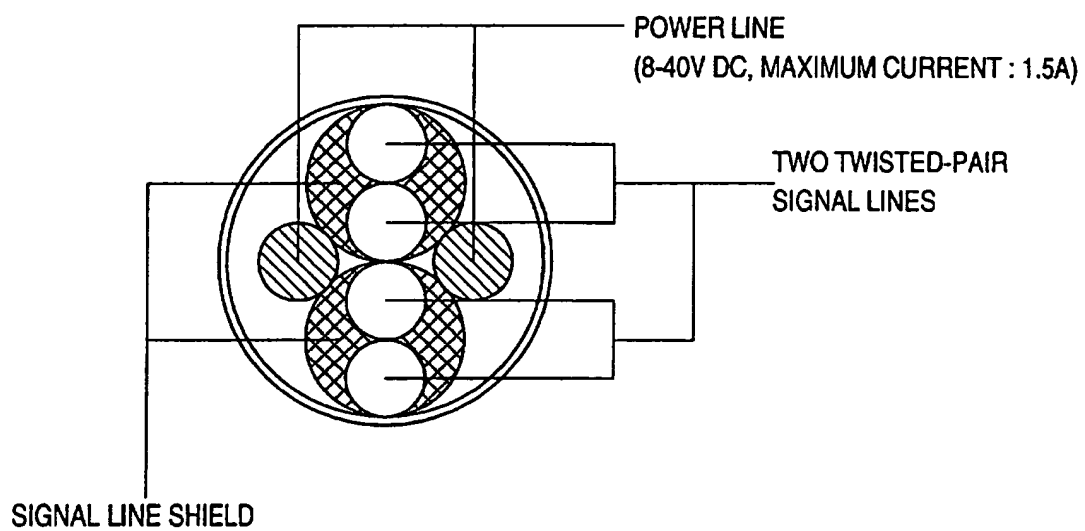 POWER LINE
(8-40V DC, MAXIMUM CURRENT : 1.5A)
TWO TWISTED-PAIR
SIGNAL LINES
SIGNAL LINE SHIELD